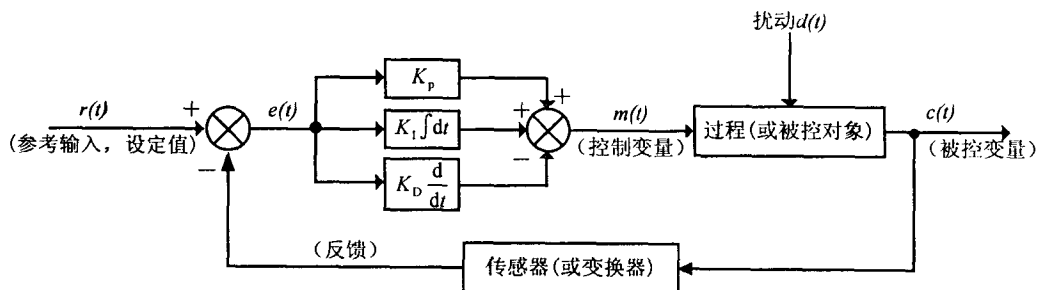 扰动d(t)
K_p
r(t)
+
e(t)
+
+
m(t)
c(t)
K_I∫dt
过程(或被控对象)
(参考输入，设定值)
(控制变量)
(被控变量)
−
−
K_D d/dt
(反馈)
传感器(或变换器)